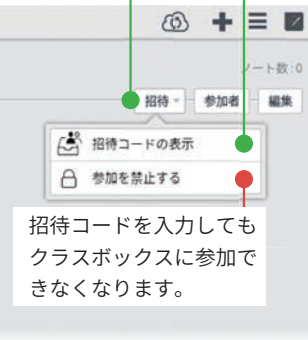 ノート数:0
招待 参加者 編集
招待コードの表示
参加を禁止する
招待コードを入力しても
クラスボックスに参加で
きなくなります。